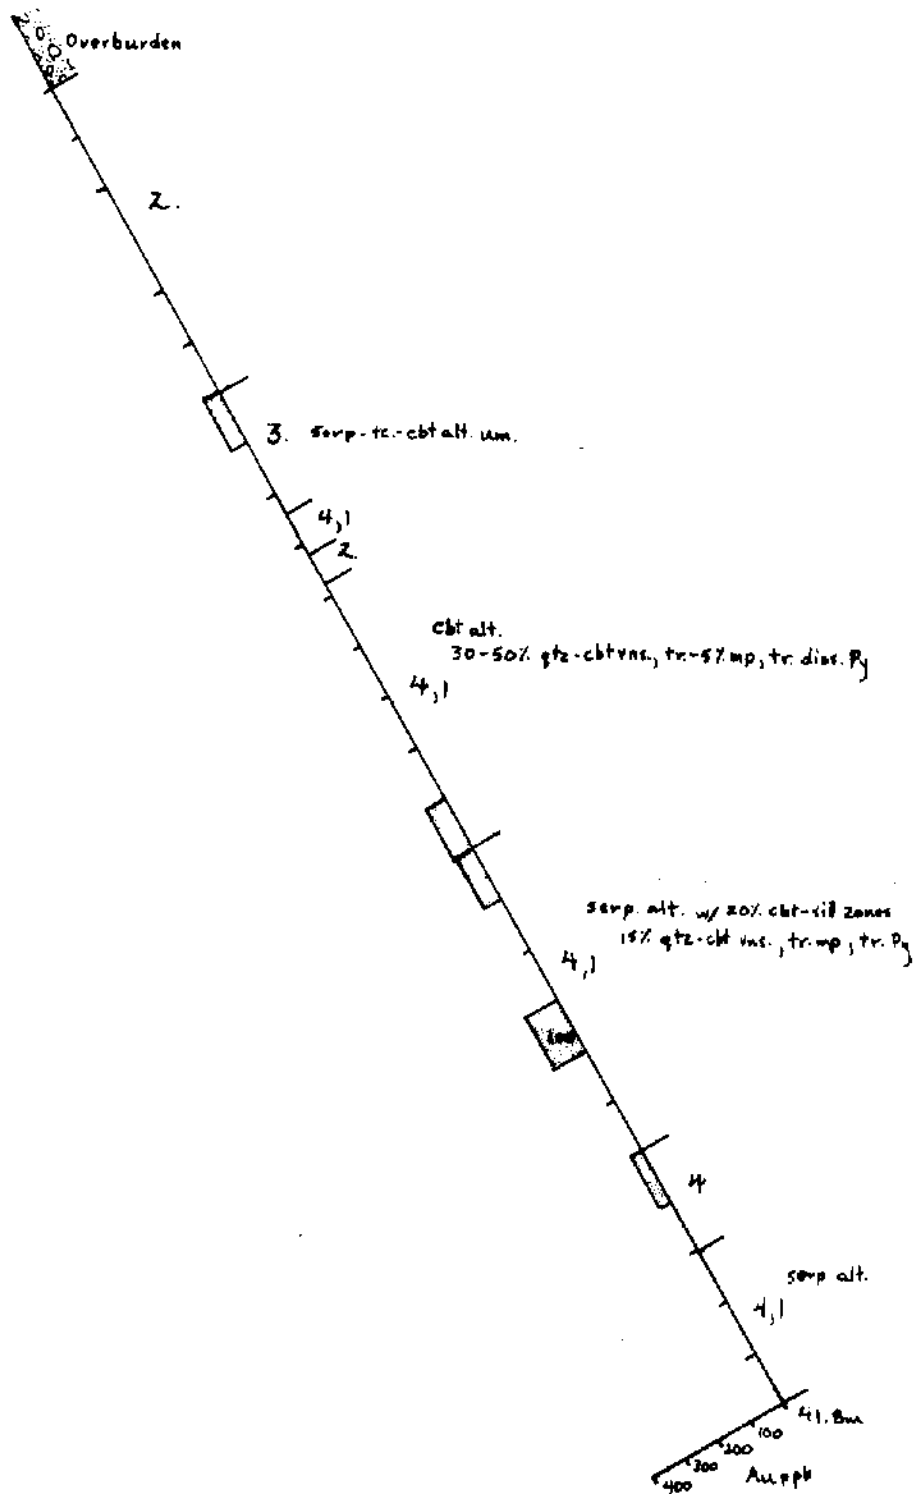 Overburden
2.
3. serp-tc-cbt alt. um.
4,1
2.
cbt alt.
30-50% qtz-cbt vns., tr-5% mp, tr. diss. Py
4,1
serp. alt. w/ 20% cbt-sil zones
15% qtz-cbt vns., tr. mp, tr. Py
4,1
4
serp alt.
4,1
41.8m
100
200
300
400
Au ppb